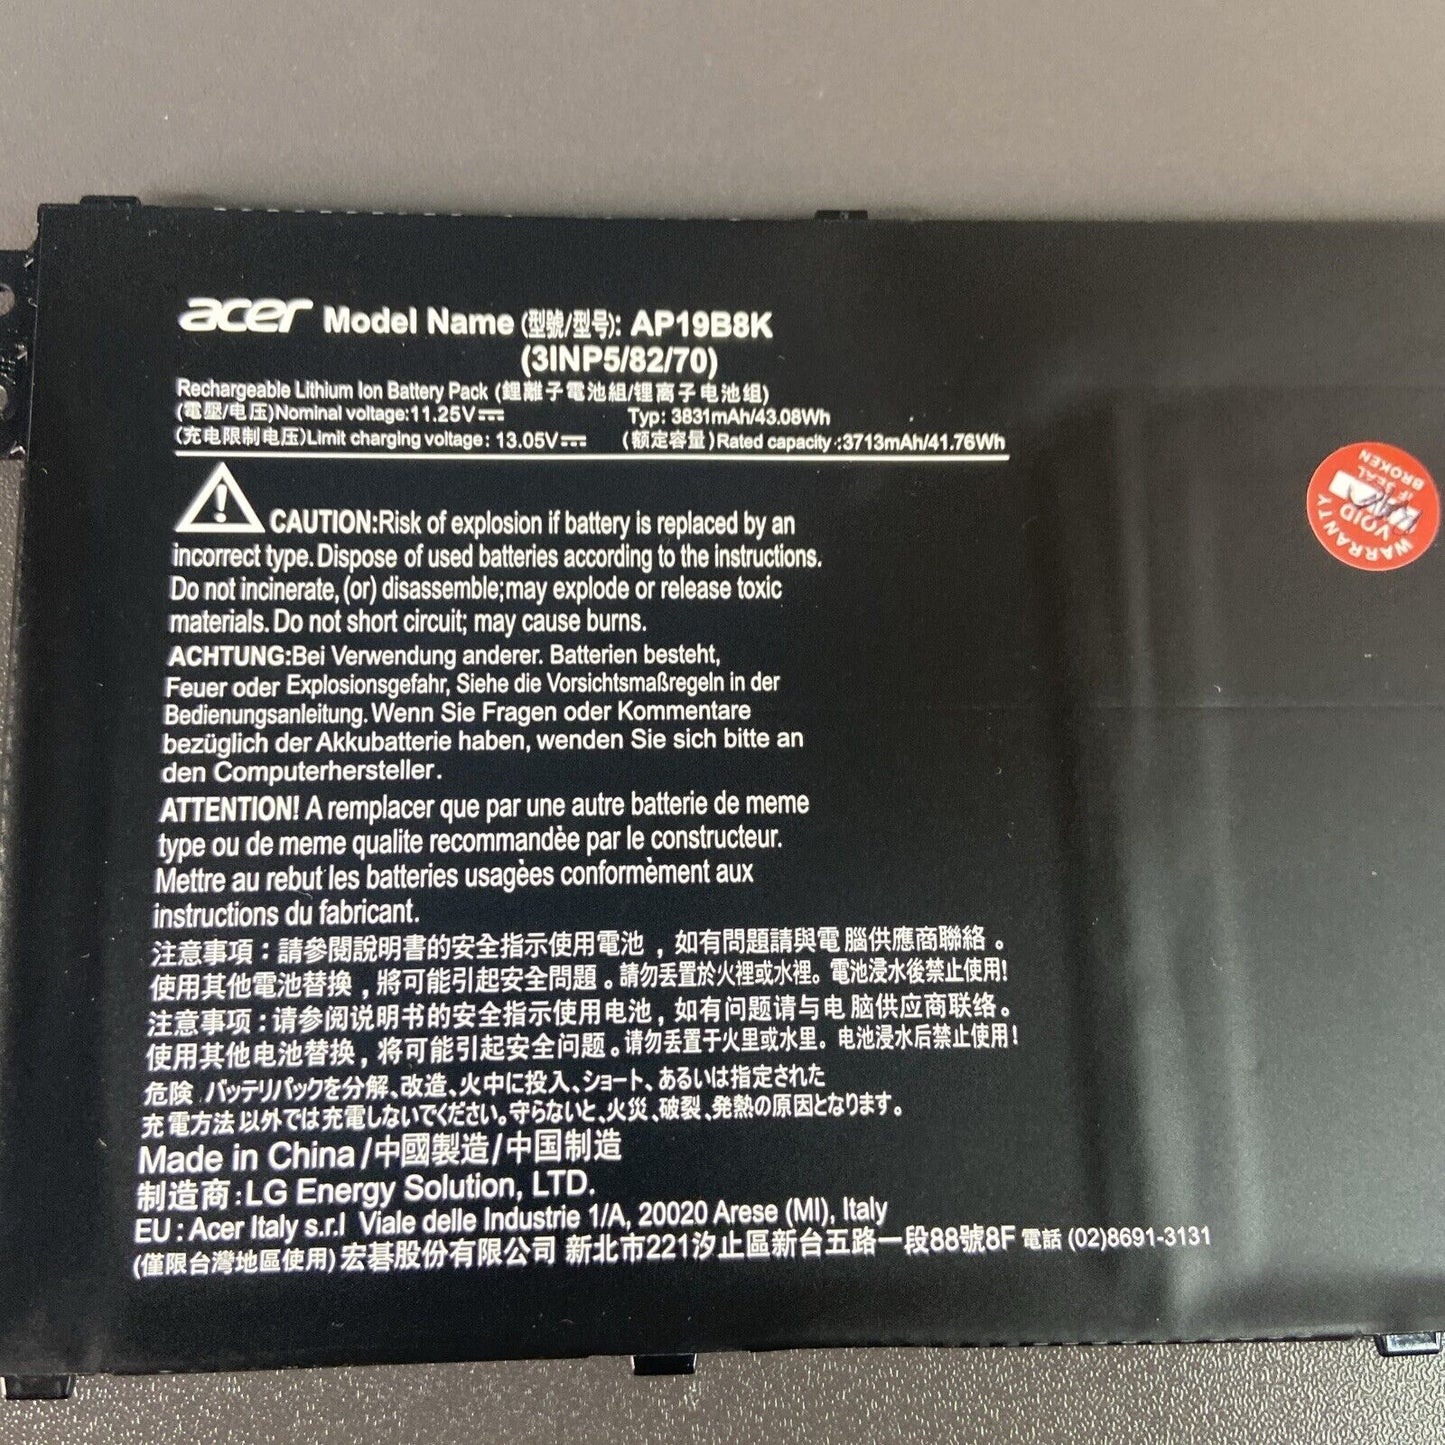 acer Model Name (型號/型号): AP19B8K
(3INP5/82/70)
Rechargeable Lithium Ion Battery Pack (鋰離子電池組/锂离子电池组)
(電壓/电压)Nominal voltage:11.25V⎓ Typ: 3831mAh/43.08Wh
(充电限制电压)Limit charging voltage: 13.05V⎓ (额定容量)Rated capacity :3713mAh/41.76Wh
CAUTION:Risk of explosion if battery is replaced by an
incorrect type. Dispose of used batteries according to the instructions.
Do not incinerate, (or) disassemble;may explode or release toxic
materials. Do not short circuit; may cause burns.
ACHTUNG:Bei Verwendung anderer. Batterien besteht,
Feuer oder Explosionsgefahr, Siehe die Vorsichtsmaßregeln in der
Bedienungsanleitung. Wenn Sie Fragen oder Kommentare
bezüglich der Akkubatterie haben, wenden Sie sich bitte an
den Computerhersteller.
ATTENTION! A remplacer que par une autre batterie de meme
type ou de meme qualite recommandèe par le constructeur.
Mettre au rebut les batteries usagèes conformèment aux
instructions du fabricant.
注意事項：請參閱說明書的安全指示使用電池，如有問題請與電腦供應商聯絡。
使用其他電池替換，將可能引起安全問題。請勿丟置於火裡或水裡。電池浸水後禁止使用!
注意事项：请参阅说明书的安全指示使用电池，如有问题请与电脑供应商联络。
使用其他电池替换，将可能引起安全问题。请勿丢置于火里或水里。电池浸水后禁止使用!
危険 バッテリパックを分解、改造、火中に投入、ショート、あるいは指定された
充電方法以外では充電しないでください。守らないと、火災、破裂、発熱の原因となります。
Made in China/中國製造/中国制造
制造商:LG Energy Solution, LTD.
EU : Acer Italy s.r.l Viale delle Industrie 1/A, 20020 Arese (MI), Italy
(僅限台灣地區使用) 宏碁股份有限公司 新北市221汐止區新台五路一段88號8F 電話 (02)8691-3131
WARRANTY
VOID
IF SEAL
BROKEN